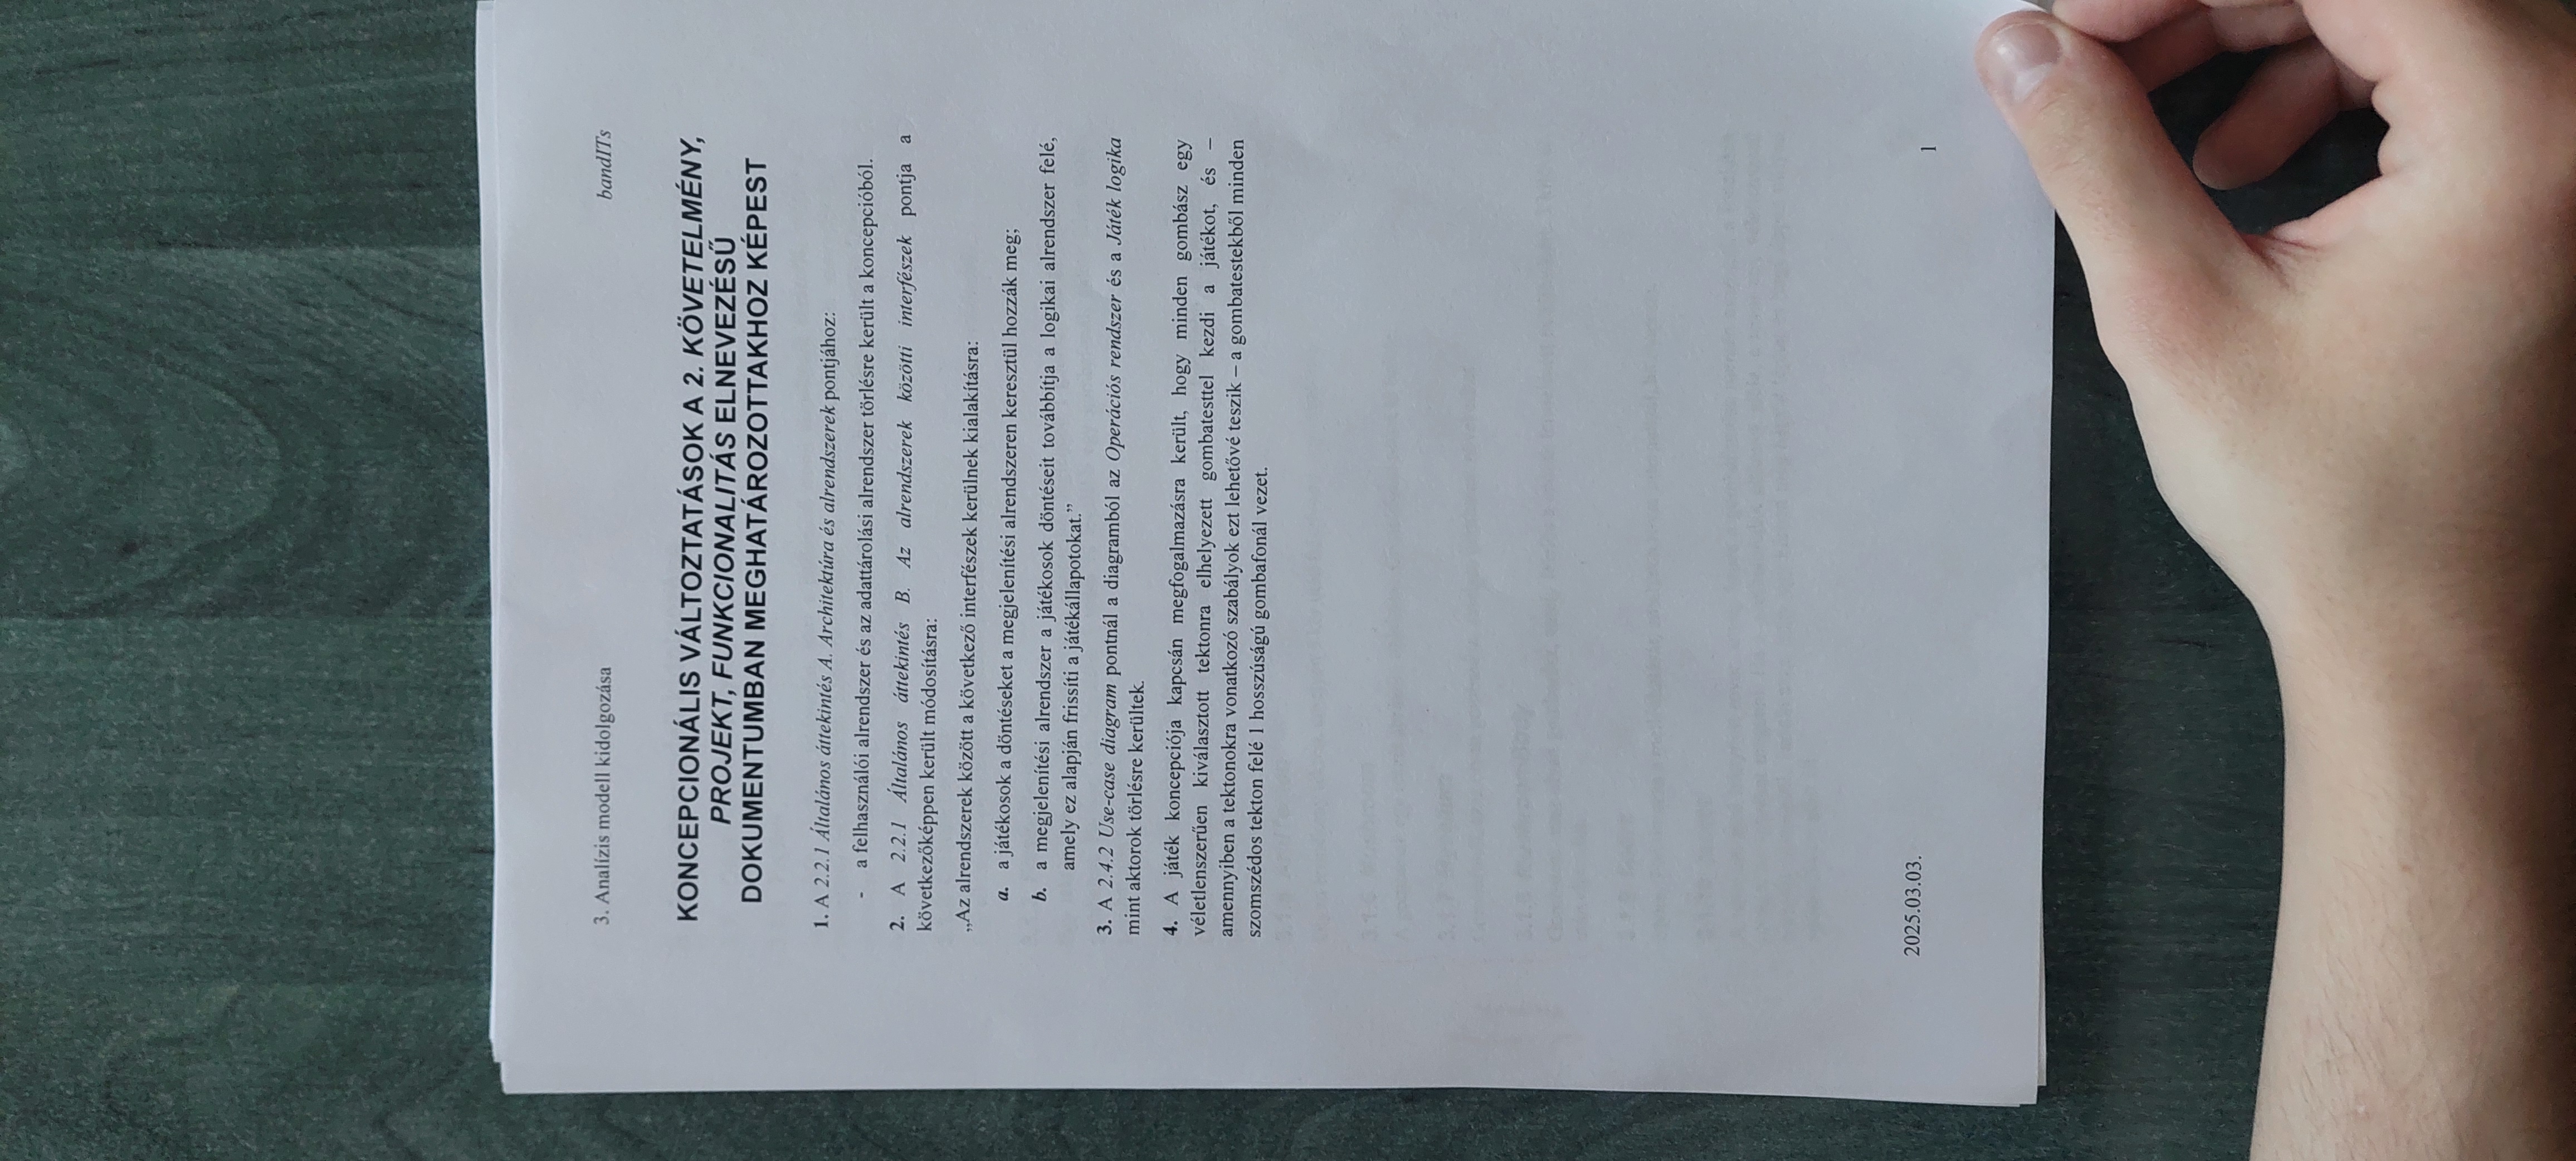 3. Analízis modell kidolgozása bandITs
KONCEPCIONÁLIS VÁLTOZTATÁSOK A 2. KÖVETELMÉNY,
PROJEKT, FUNKCIONALITÁS ELNEVEZÉSŰ
DOKUMENTUMBAN MEGHATÁROZOTTAKHOZ KÉPEST
1. A 2.2.1 Általános áttekintés A. Architektúra és alrendszerek pontjához:
- a felhasználói alrendszer és az adattárolási alrendszer törlésre került a koncepcióból.
2. A 2.2.1 Általános áttekintés B. Az alrendszerek közötti interfészek pontja a
következőképpen került módosításra:
„Az alrendszerek között a következő interfészek kerülnek kialakításra:
a. a játékosok a döntéseket a megjelenítési alrendszeren keresztül hozzák meg;
b. a megjelenítési alrendszer a játékosok döntéseit továbbítja a logikai alrendszer felé,
amely ez alapján frissíti a játékállapotokat.”
3. A 2.4.2 Use-case diagram pontnál a diagramból az Operációs rendszer és a Játék logika
mint aktorok törlésre kerültek.
4. A játék koncepciója kapcsán megfogalmazásra került, hogy minden gombász egy
véletlenszerűen kiválasztott tektonra elhelyezett gombatesttel kezdi a játékot, és –
amennyiben a tektonokra vonatkozó szabályok ezt lehetővé teszik – a gombatestekből minden
szomszédos tekton felé 1 hosszúságú gombafonál vezet.
2025.03.03.
1